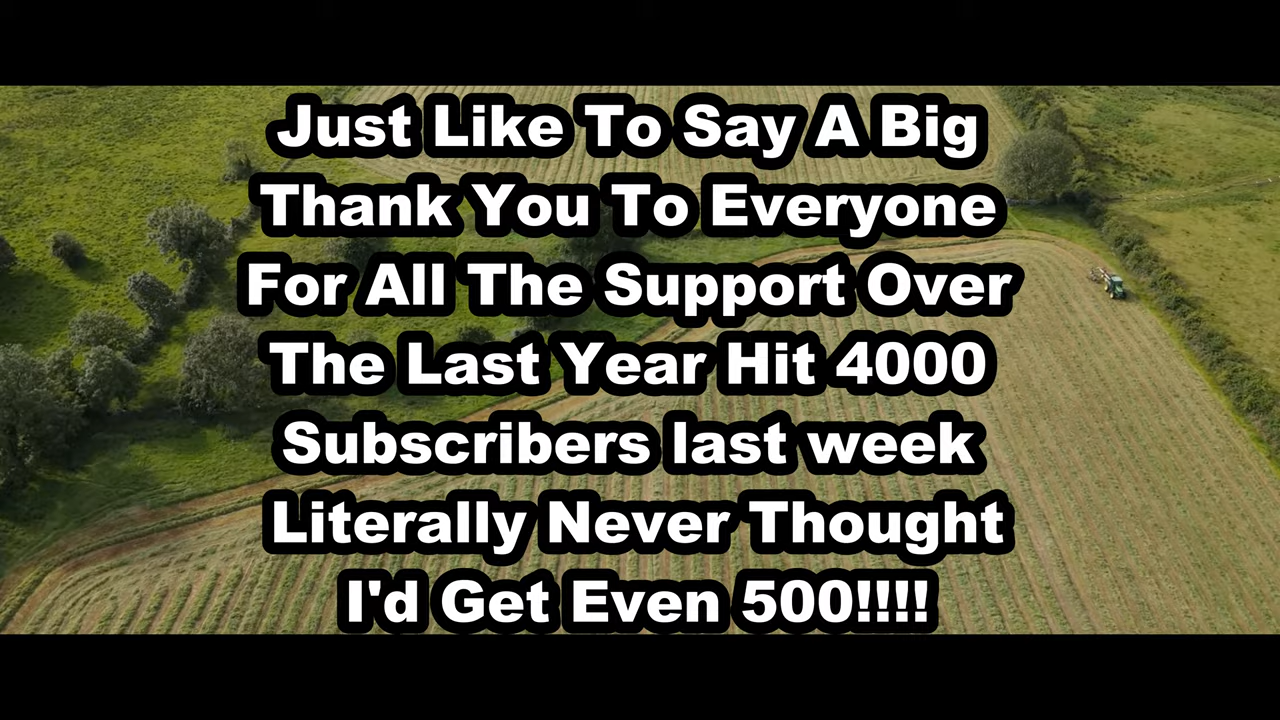 Just Like To Say A Big
Thank You To Everyone
For All The Support Over
The Last Year Hit 4000
Subscribers last week
Literally Never Thought
I'd Get Even 500!!!!